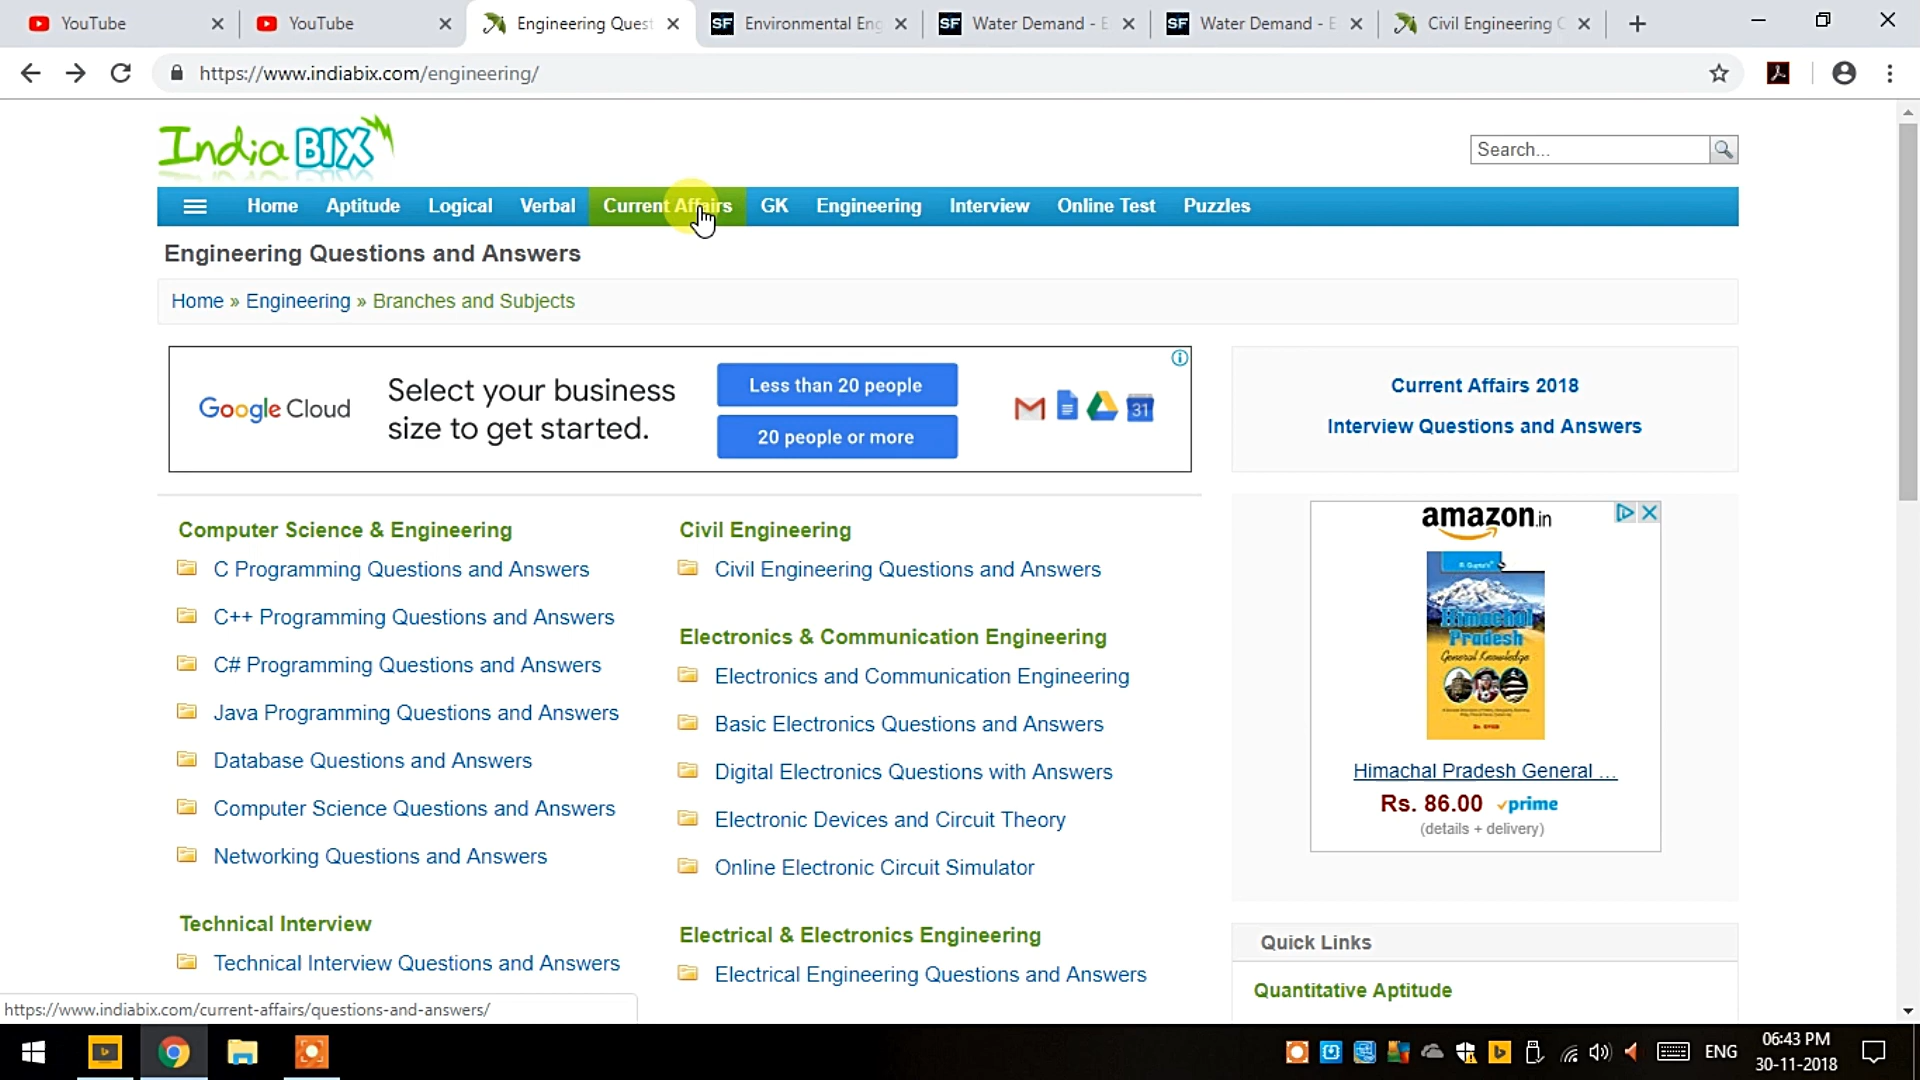 YouTube
YouTube
Engineering Quest
SF Environmental Eng
SF Water Demand - E
SF Water Demand - E
Civil Engineering Q
https://www.indiabix.com/engineering/
India BIX
Search...
Home Aptitude Logical Verbal Current Affairs GK Engineering Interview Online Test Puzzles
Engineering Questions and Answers
Home » Engineering » Branches and Subjects
Google Cloud
Select your business
size to get started.
Less than 20 people
20 people or more
31
Current Affairs 2018
Interview Questions and Answers
Computer Science & Engineering
C Programming Questions and Answers
C++ Programming Questions and Answers
C# Programming Questions and Answers
Java Programming Questions and Answers
Database Questions and Answers
Computer Science Questions and Answers
Networking Questions and Answers
Technical Interview
Technical Interview Questions and Answers
Civil Engineering
Civil Engineering Questions and Answers
Electronics & Communication Engineering
Electronics and Communication Engineering
Basic Electronics Questions and Answers
Digital Electronics Questions with Answers
Electronic Devices and Circuit Theory
Online Electronic Circuit Simulator
Electrical & Electronics Engineering
Electrical Engineering Questions and Answers
amazon.in
Himachal
Pradesh
General Knowledge
Himachal Pradesh General ...
Rs. 86.00 prime
(details + delivery)
Quick Links
Quantitative Aptitude
https://www.indiabix.com/current-affairs/questions-and-answers/
ENG
06:43 PM
30-11-2018